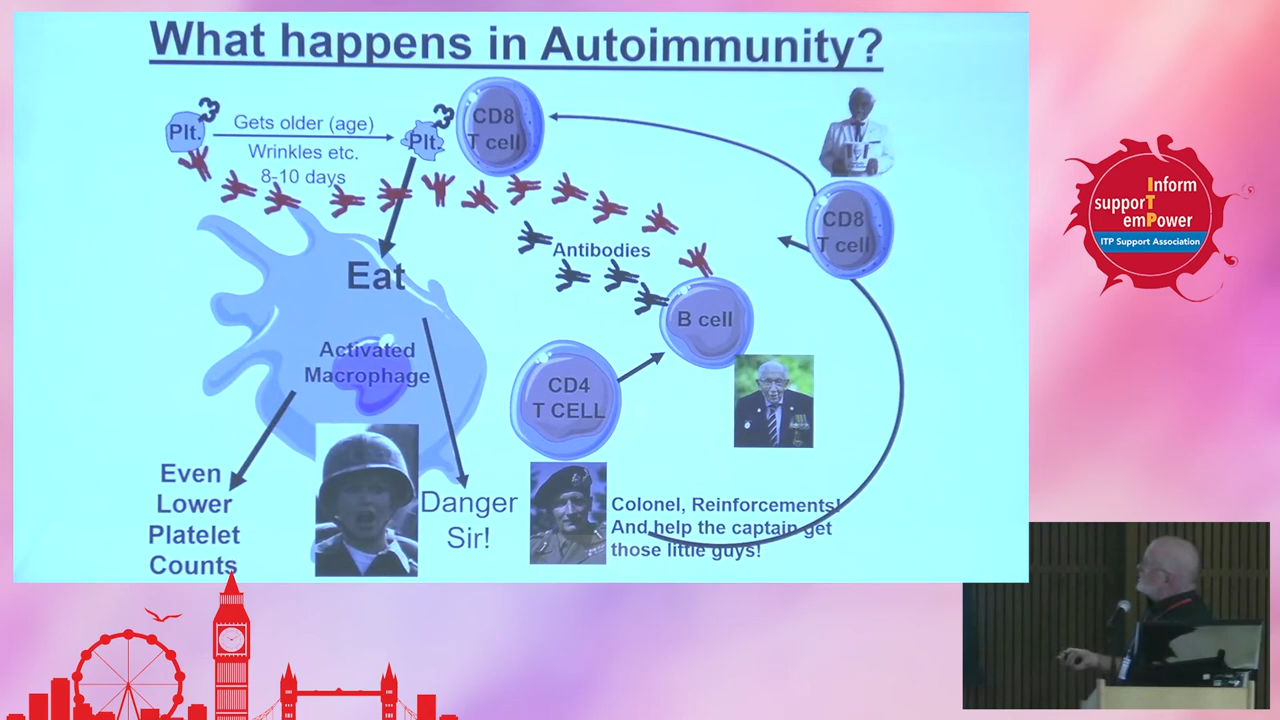 What happens in Autoimmunity?
Plt.
3
Gets older (age)
Wrinkles etc.
8-10 days
Plt.
3
CD8
T cell
CD8
T cell
Antibodies
Eat
B cell
Activated
Macrophage
CD4
T CELL
Even
Lower
Platelet
Counts
Danger
Sir!
Colonel, Reinforcements!
And help the captain get
those little guys!
Inform
supporT
emPower
ITP Support Association